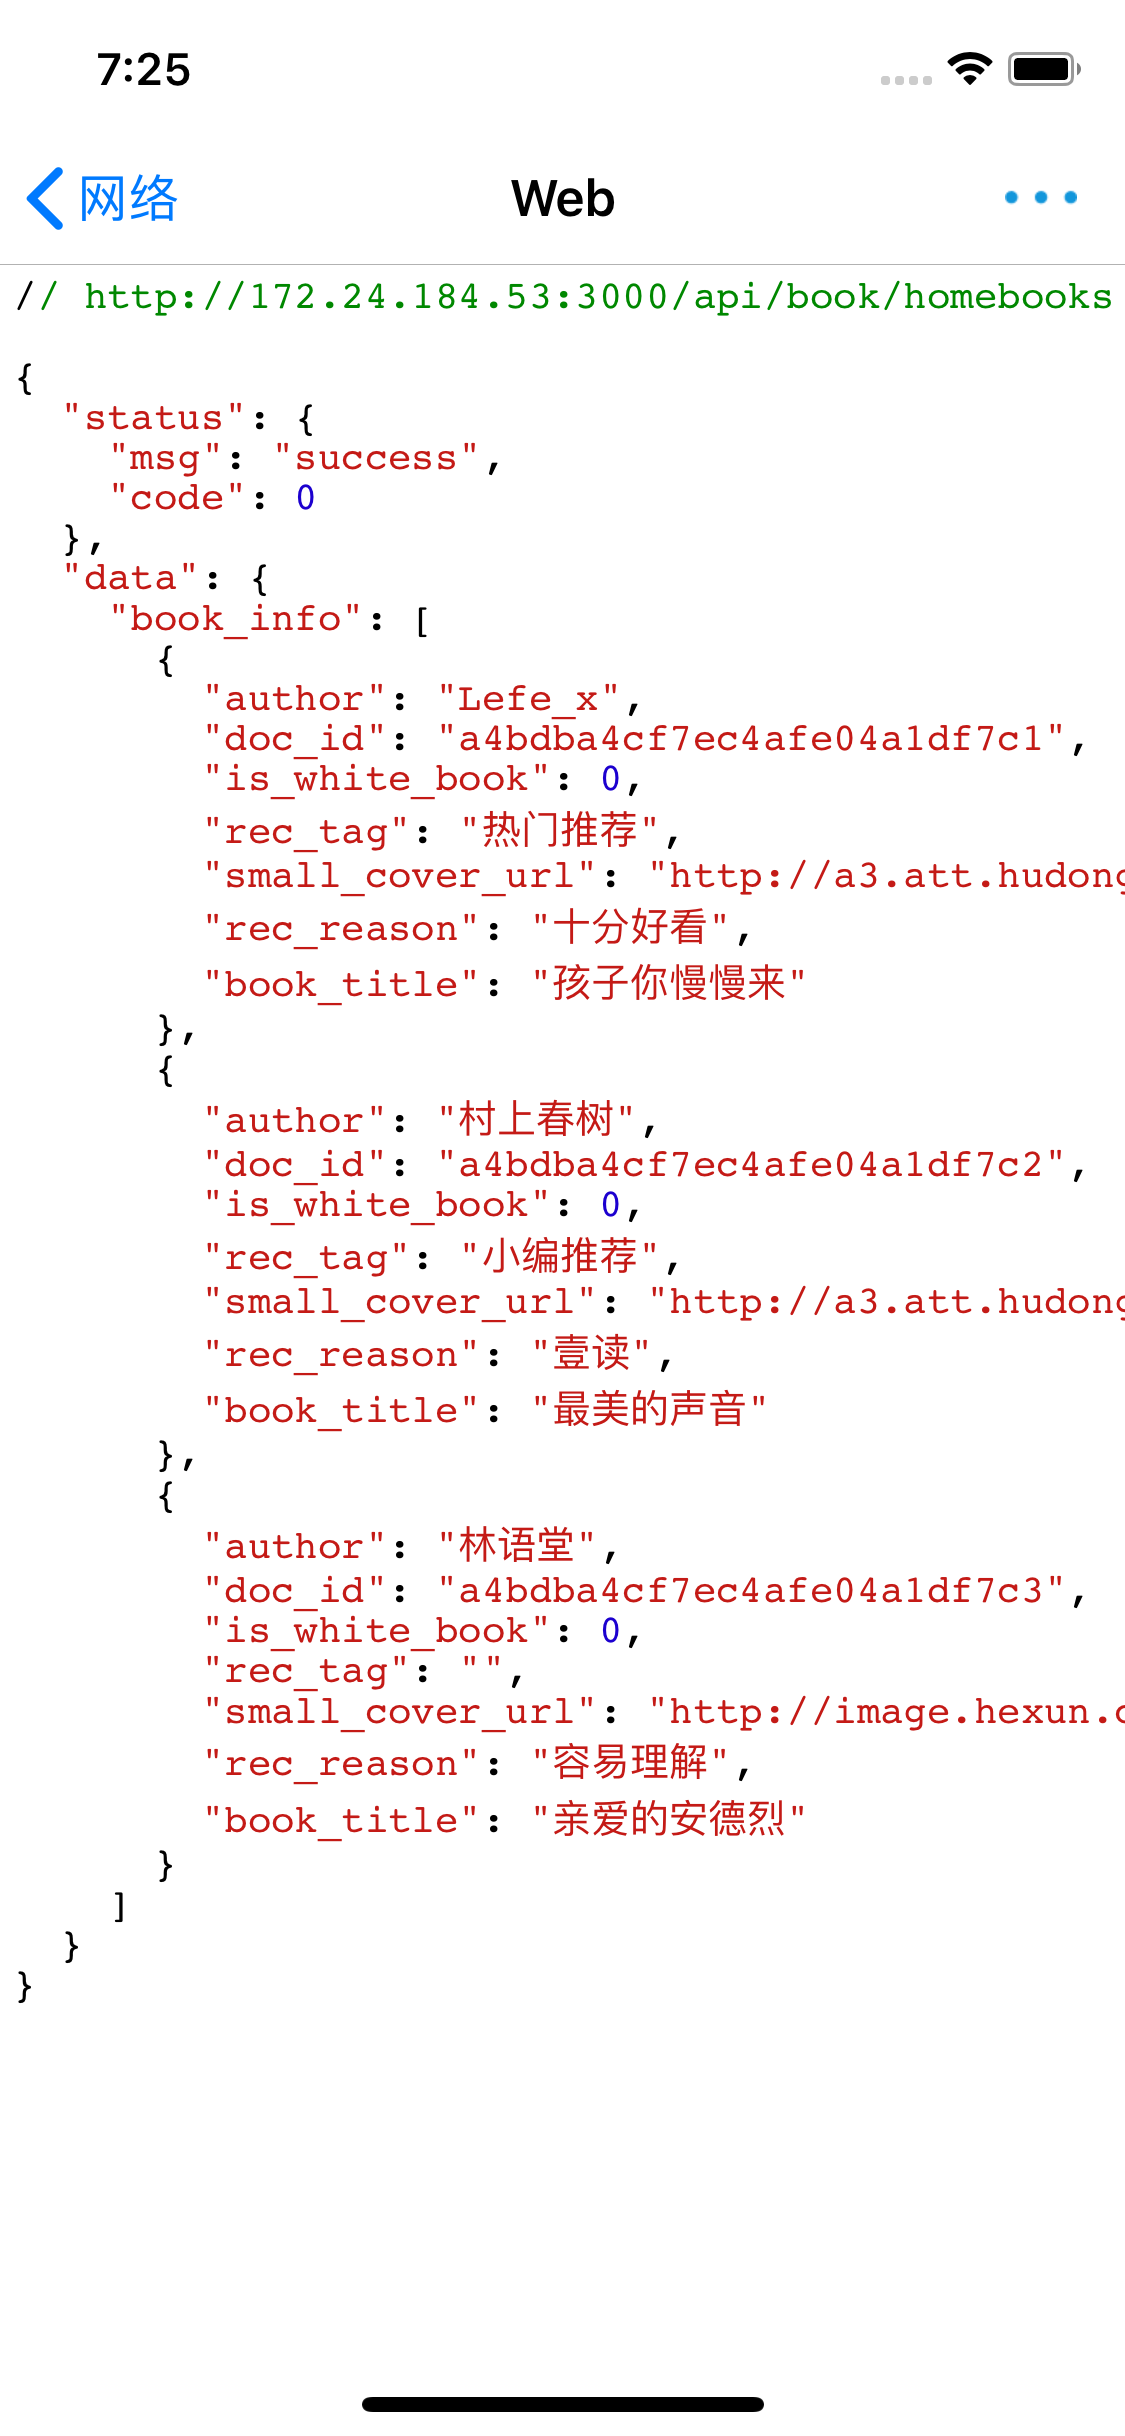 7:25
网络
Web
// http://172.24.184.53:3000/api/book/homebooks
{
"status": {
"msg": "success",
"code": 0
},
"data": {
"book_info": [
{
"author": "Lefe_x",
"doc_id": "a4bdba4cf7ec4afe04a1df7c1",
"is_white_book": 0,
"rec_tag": "热门推荐",
"small_cover_url": "http://a3.att.hudong
"rec_reason": "十分好看",
"book_title": "孩子你慢慢来"
},
{
"author": "村上春树",
"doc_id": "a4bdba4cf7ec4afe04a1df7c2",
"is_white_book": 0,
"rec_tag": "小编推荐",
"small_cover_url": "http://a3.att.hudong
"rec_reason": "壹读",
"book_title": "最美的声音"
},
{
"author": "林语堂",
"doc_id": "a4bdba4cf7ec4afe04a1df7c3",
"is_white_book": 0,
"rec_tag": "",
"small_cover_url": "http://image.hexun.c
"rec_reason": "容易理解",
"book_title": "亲爱的安德烈"
}
]
}
}